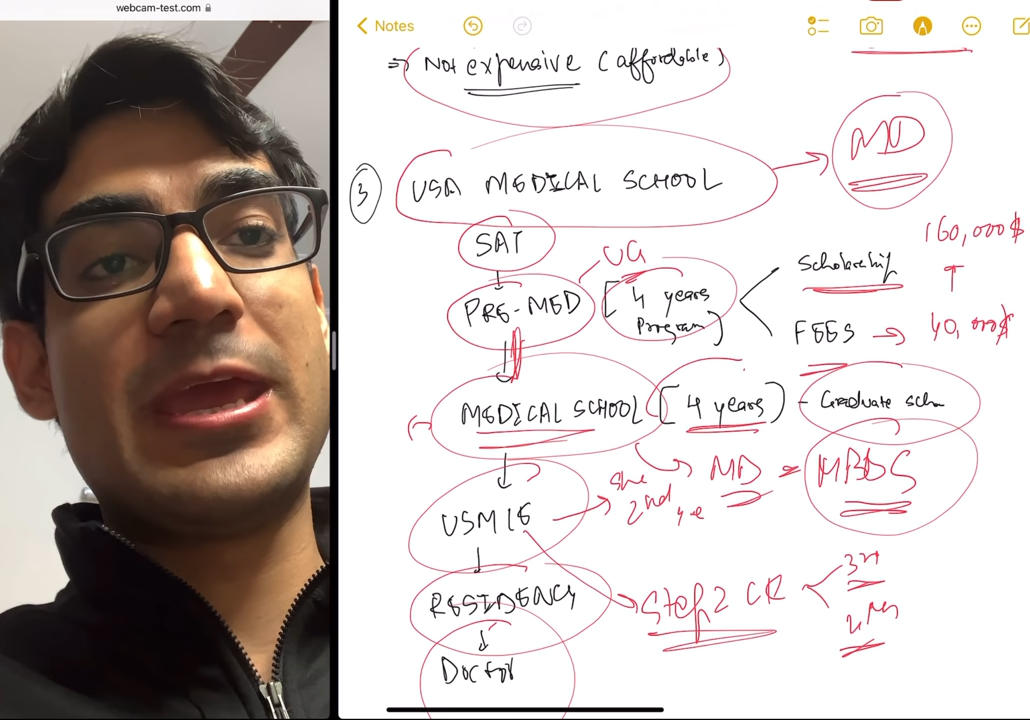 webcam-test.com
Notes
⇒ Not expensive (affordable)
3 USA MEDICAL SCHOOL → MD
SAT
UG
160,000$
PRE-MED [4 years Program]
Scholarship
FEES → 40,000$
MEDICAL SCHOOL [4 years) - Graduate
MD = MBBS
2nd
USMLE
3rd
RESIDENCY
Step 2 CK
Doctor